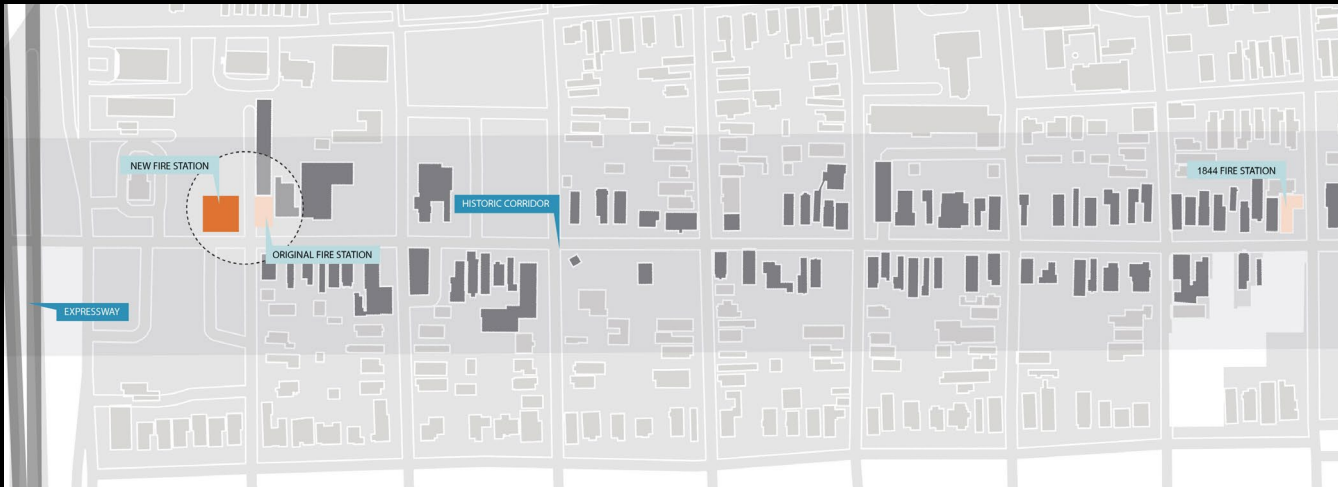 NEW FIRE STATION
1844 FIRE STATION
HISTORIC CORRIDOR
ORIGINAL FIRE STATION
EXPRESSWAY